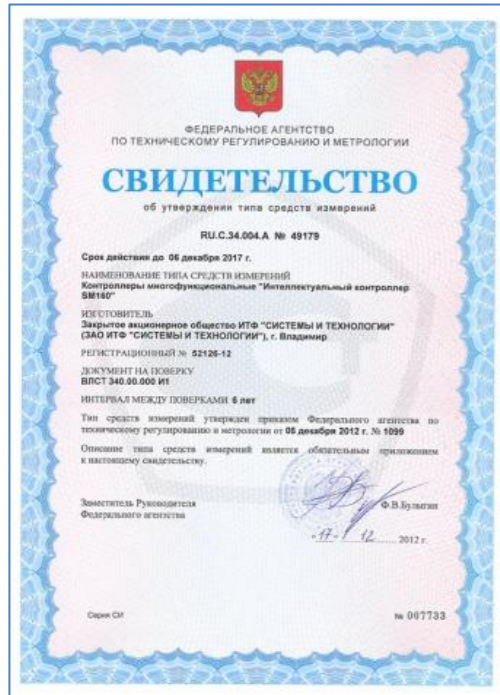 ФЕДЕРАЛЬНОЕ АГЕНТСТВО
ПО ТЕХНИЧЕСКОМУ РЕГУЛИРОВАНИЮ И МЕТРОЛОГИИ
СВИДЕТЕЛЬСТВО
об утверждении типа средств измерений
RU.C.34.004.A № 49179
Срок действия до 06 декабря 2017 г.
НАИМЕНОВАНИЕ ТИПА СРЕДСТВ ИЗМЕРЕНИЙ
Контроллеры многофункциональные "Интеллектуальный контроллер
SM160"
ИЗГОТОВИТЕЛЬ
Закрытое акционерное общество ИТФ "СИСТЕМЫ И ТЕХНОЛОГИИ"
(ЗАО ИТФ "СИСТЕМЫ И ТЕХНОЛОГИИ"), г. Владимир
РЕГИСТРАЦИОННЫЙ № 52126-12
ДОКУМЕНТ НА ПОВЕРКУ
ВЛСТ 340.00.000 И1
ИНТЕРВАЛ МЕЖДУ ПОВЕРКАМИ 6 лет
Тип средств измерений утвержден приказом Федерального агентства по
техническому регулированию и метрологии от 06 декабря 2012 г. № 1099
Описание типа средств измерений является обязательным приложением
к настоящему свидетельству.
Заместитель Руководителя
Федерального агентства
Ф.В.Булыгин
"17" 12 2012 г.
Серия СИ
№ 007733